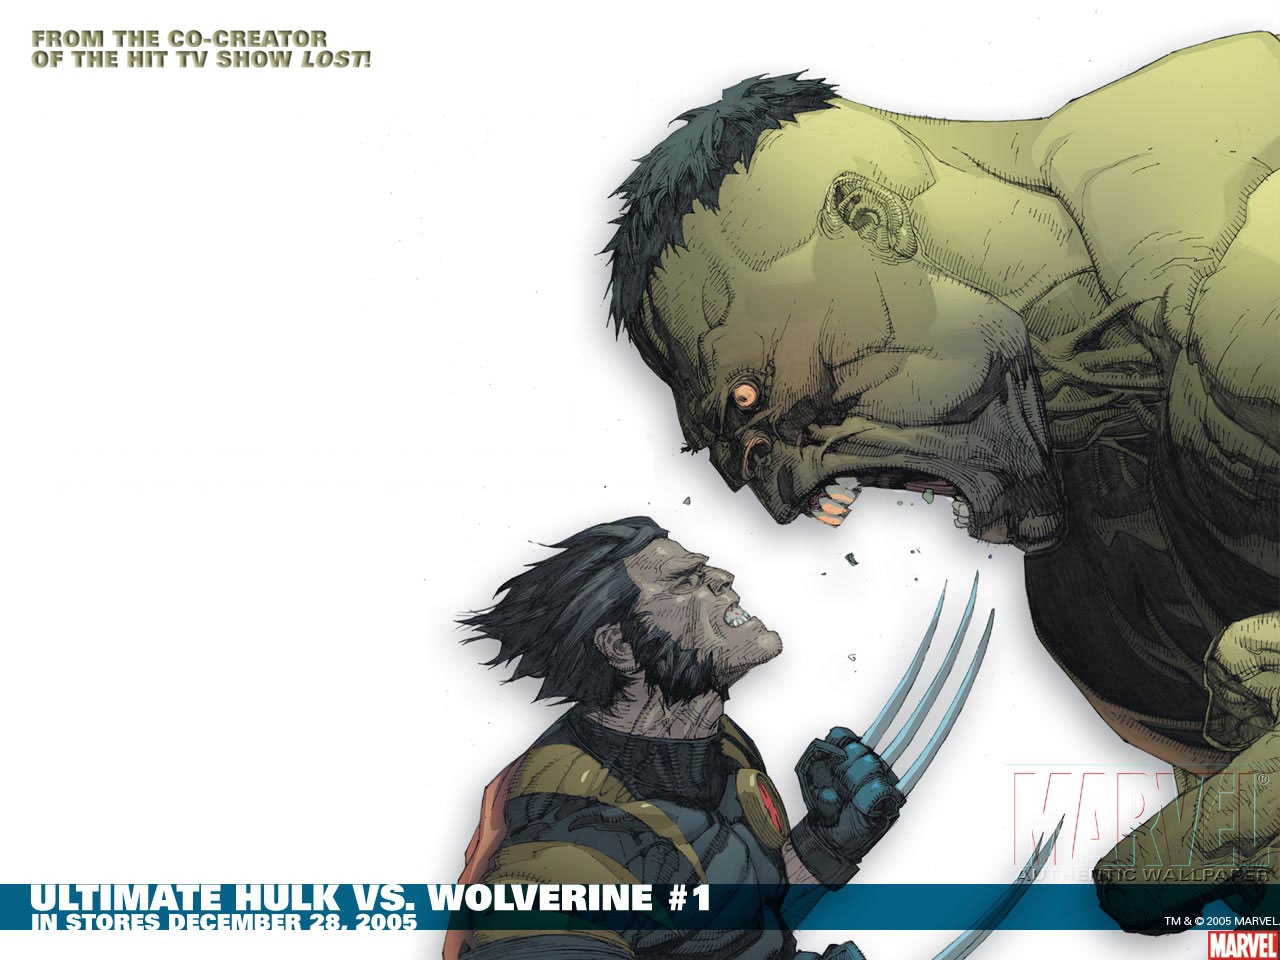 FROM THE CO-CREATOR
OF THE HIT TV SHOW LOST!
MARVEL®
AUTHENTIC WALLPAPER
ULTIMATE HULK VS. WOLVERINE #1
IN STORES DECEMBER 28, 2005
TM & © 2005 MARVEL.
MARVEL